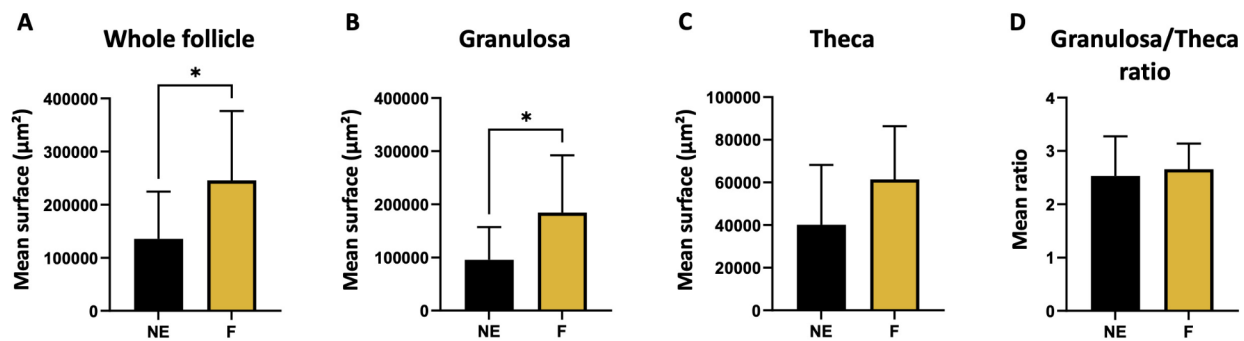 A
Whole follicle
*
Mean surface (µm²)
400000
300000
200000
100000
0
NE F
B
Granulosa
*
Mean surface (µm²)
400000
300000
200000
100000
0
NE F
C
Theca
Mean surface (µm²)
100000
80000
60000
40000
20000
0
NE F
D
Granulosa/Theca
ratio
Mean ratio
4
3
2
1
0
NE F